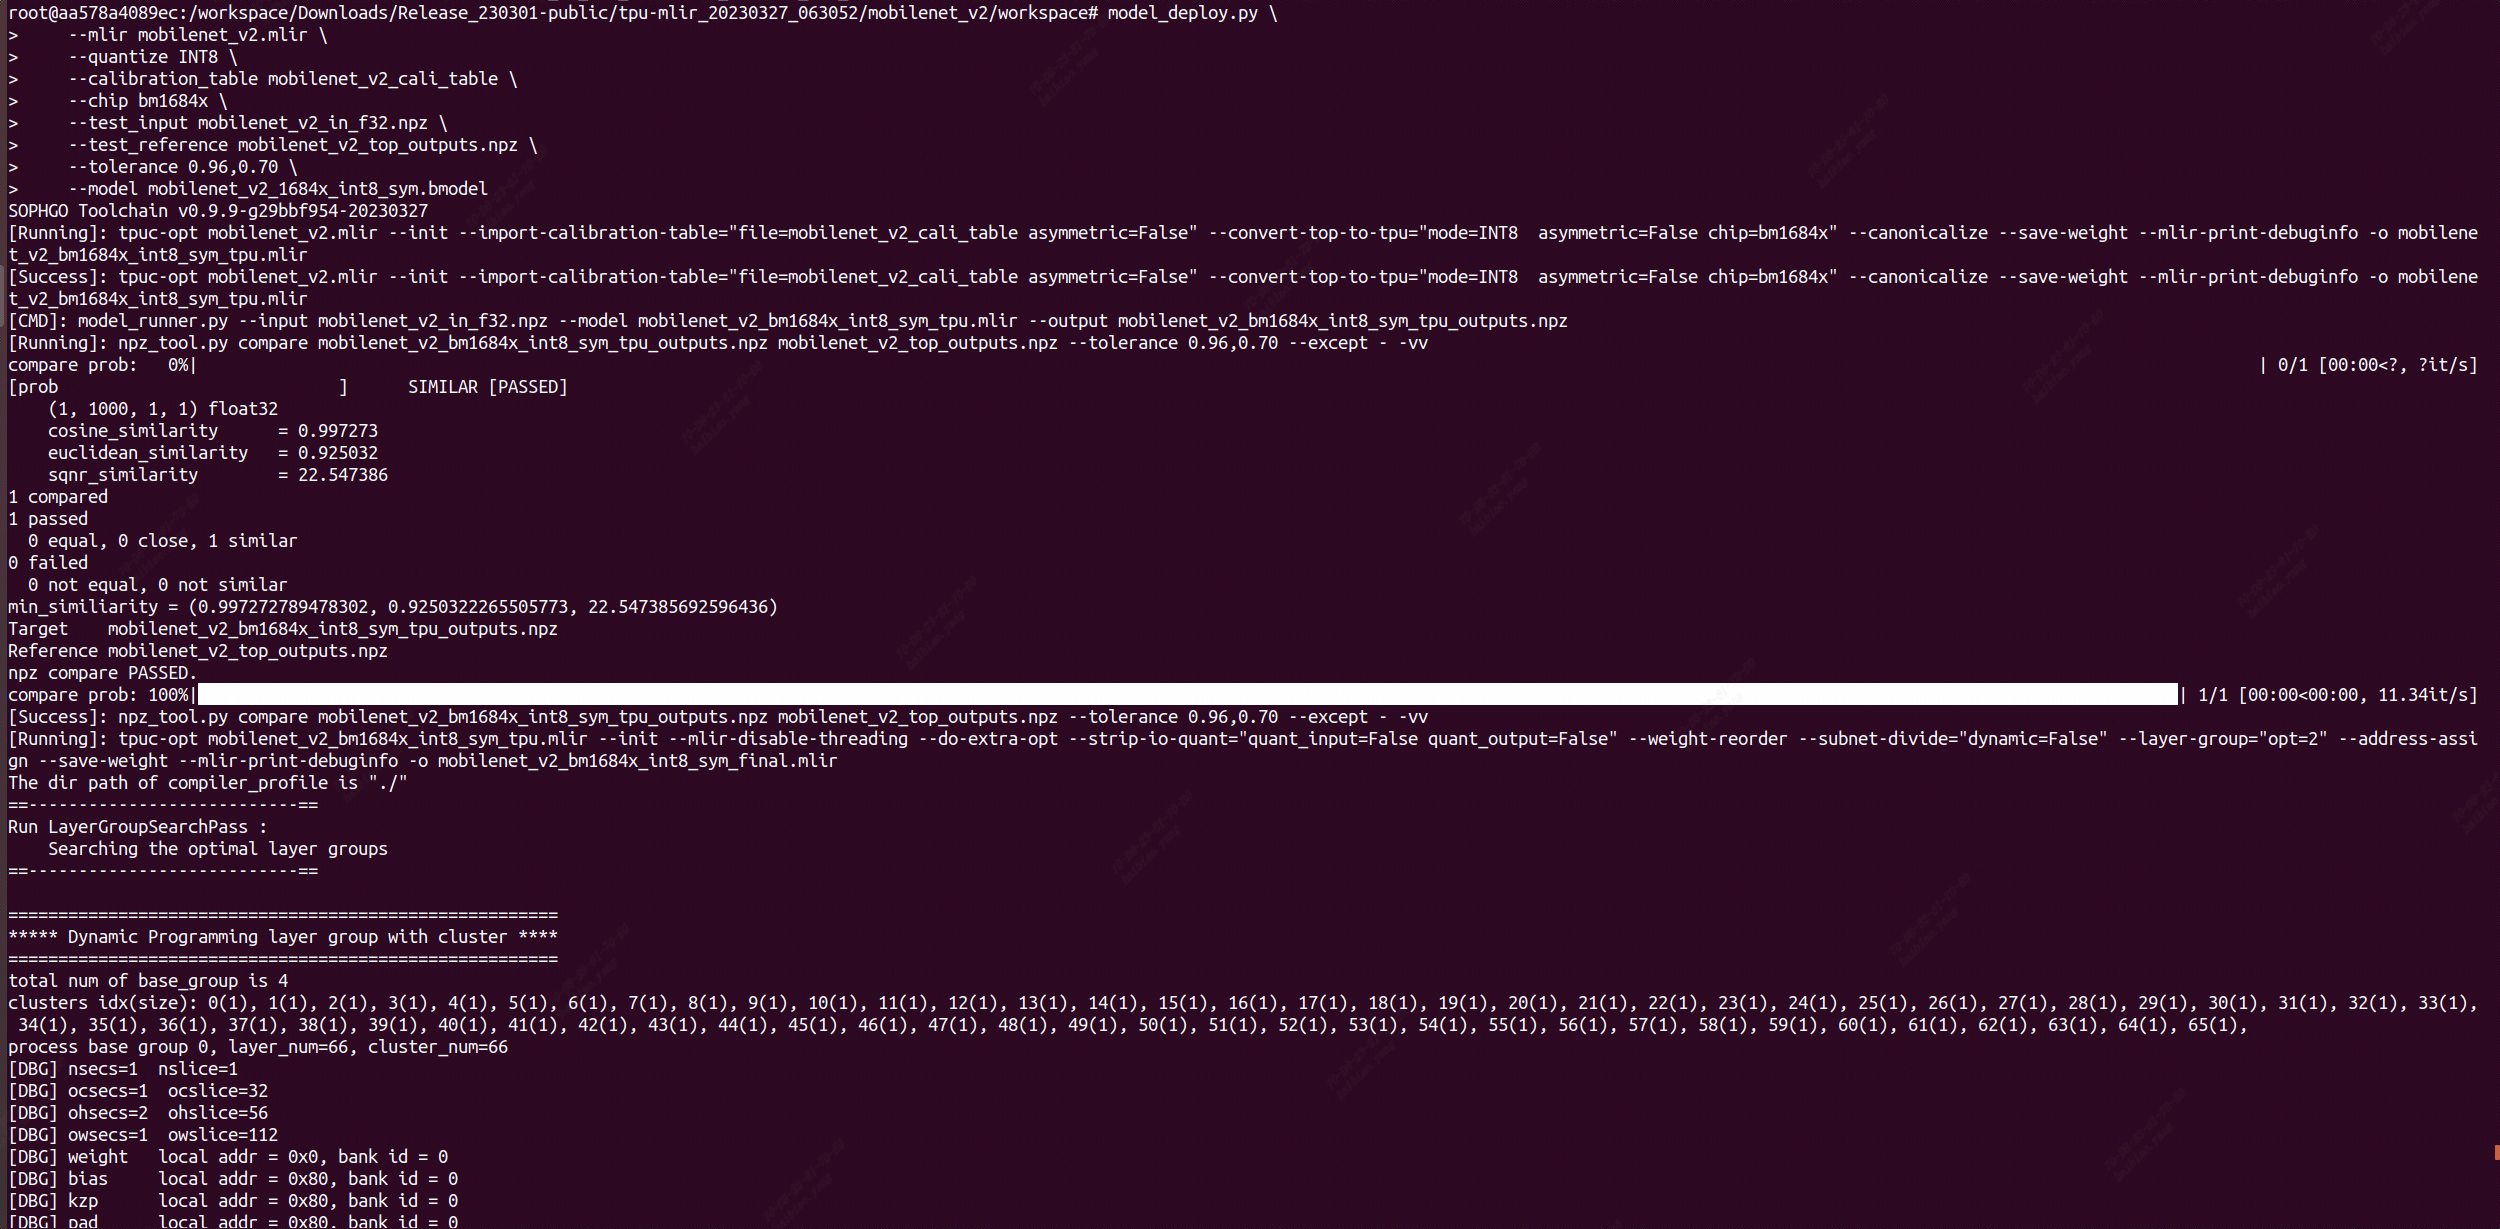 root@aa578a4089ec:/workspace/Downloads/Release_230301-public/tpu-mlir_20230327_063052/mobilenet_v2/workspace# model_deploy.py \
>     --mlir mobilenet_v2.mlir \
>     --quantize INT8 \
>     --calibration_table mobilenet_v2_cali_table \
>     --chip bm1684x \
>     --test_input mobilenet_v2_in_f32.npz \
>     --test_reference mobilenet_v2_top_outputs.npz \
>     --tolerance 0.96,0.70 \
>     --model mobilenet_v2_1684x_int8_sym.bmodel
SOPHGO Toolchain v0.9.9-g29bbf954-20230327
[Running]: tpuc-opt mobilenet_v2.mlir --init --import-calibration-table="file=mobilenet_v2_cali_table asymmetric=False" --convert-top-to-tpu="mode=INT8  asymmetric=False chip=bm1684x" --canonicalize --save-weight --mlir-print-debuginfo -o mobilene
t_v2_bm1684x_int8_sym_tpu.mlir
[Success]: tpuc-opt mobilenet_v2.mlir --init --import-calibration-table="file=mobilenet_v2_cali_table asymmetric=False" --convert-top-to-tpu="mode=INT8  asymmetric=False chip=bm1684x" --canonicalize --save-weight --mlir-print-debuginfo -o mobilene
t_v2_bm1684x_int8_sym_tpu.mlir
[CMD]: model_runner.py --input mobilenet_v2_in_f32.npz --model mobilenet_v2_bm1684x_int8_sym_tpu.mlir --output mobilenet_v2_bm1684x_int8_sym_tpu_outputs.npz
[Running]: npz_tool.py compare mobilenet_v2_bm1684x_int8_sym_tpu_outputs.npz mobilenet_v2_top_outputs.npz --tolerance 0.96,0.70 --except - -vv
compare prob:   0%|                    | 0/1 [00:00<?, ?it/s]
[prob                            ]      SIMILAR [PASSED]
    (1, 1000, 1, 1) float32
    cosine_similarity      = 0.997273
    euclidean_similarity   = 0.925032
    sqnr_similarity        = 22.547386
1 compared
1 passed
  0 equal, 0 close, 1 similar
0 failed
  0 not equal, 0 not similar
min_similiarity = (0.997272789478302, 0.9250322265505773, 22.547385692596436)
Target    mobilenet_v2_bm1684x_int8_sym_tpu_outputs.npz
Reference mobilenet_v2_top_outputs.npz
npz compare PASSED.
compare prob: 100%|                    | 1/1 [00:00<00:00, 11.34it/s]
[Success]: npz_tool.py compare mobilenet_v2_bm1684x_int8_sym_tpu_outputs.npz mobilenet_v2_top_outputs.npz --tolerance 0.96,0.70 --except - -vv
[Running]: tpuc-opt mobilenet_v2_bm1684x_int8_sym_tpu.mlir --init --mlir-disable-threading --do-extra-opt --strip-io-quant="quant_input=False quant_output=False" --weight-reorder --subnet-divide="dynamic=False" --layer-group="opt=2" --address-assi
gn --save-weight --mlir-print-debuginfo -o mobilenet_v2_bm1684x_int8_sym_final.mlir
The dir path of compiler_profile is "./"
==---------------------------==
Run LayerGroupSearchPass :
    Searching the optimal layer groups
==---------------------------==
=======================================================
***** Dynamic Programming layer group with cluster ****
=======================================================
total num of base_group is 4
clusters idx(size): 0(1), 1(1), 2(1), 3(1), 4(1), 5(1), 6(1), 7(1), 8(1), 9(1), 10(1), 11(1), 12(1), 13(1), 14(1), 15(1), 16(1), 17(1), 18(1), 19(1), 20(1), 21(1), 22(1), 23(1), 24(1), 25(1), 26(1), 27(1), 28(1), 29(1), 30(1), 31(1), 32(1), 33(1),
 34(1), 35(1), 36(1), 37(1), 38(1), 39(1), 40(1), 41(1), 42(1), 43(1), 44(1), 45(1), 46(1), 47(1), 48(1), 49(1), 50(1), 51(1), 52(1), 53(1), 54(1), 55(1), 56(1), 57(1), 58(1), 59(1), 60(1), 61(1), 62(1), 63(1), 64(1), 65(1),
process base group 0, layer_num=66, cluster_num=66
[DBG] nsecs=1  nslice=1
[DBG] ocsecs=1  ocslice=32
[DBG] ohsecs=2  ohslice=56
[DBG] owsecs=1  owslice=112
[DBG] weight   local addr = 0x0, bank id = 0
[DBG] bias     local addr = 0x80, bank id = 0
[DBG] kzp      local addr = 0x80, bank id = 0
[DBG] pad      local addr = 0x80, bank id = 0